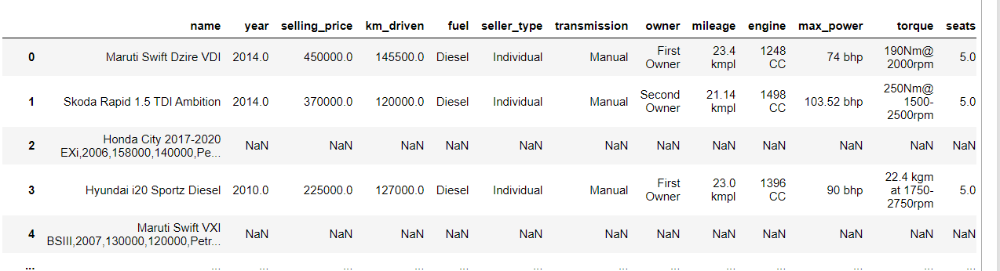 name year selling_price km_driven fuel seller_type transmission owner mileage engine max_power torque seats
0 Maruti Swift Dzire VDI 2014.0 450000.0 145500.0 Diesel Individual Manual First Owner 23.4 kmpl 1248 CC 74 bhp 190Nm@ 2000rpm 5.0
1 Skoda Rapid 1.5 TDI Ambition 2014.0 370000.0 120000.0 Diesel Individual Manual Second Owner 21.14 kmpl 1498 CC 103.52 bhp 250Nm@ 1500-2500rpm 5.0
2 Honda City 2017-2020 EXi,2006,158000,140000,Pe... NaN NaN NaN NaN NaN NaN NaN NaN NaN NaN NaN NaN
3 Hyundai i20 Sportz Diesel 2010.0 225000.0 127000.0 Diesel Individual Manual First Owner 23.0 kmpl 1396 CC 90 bhp 22.4 kgm at 1750-2750rpm 5.0
4 Maruti Swift VXI BSIII,2007,130000,120000,Petr... NaN NaN NaN NaN NaN NaN NaN NaN NaN NaN NaN NaN
... ... ... ... ... ... ... ... ... ... ... ... ... ...